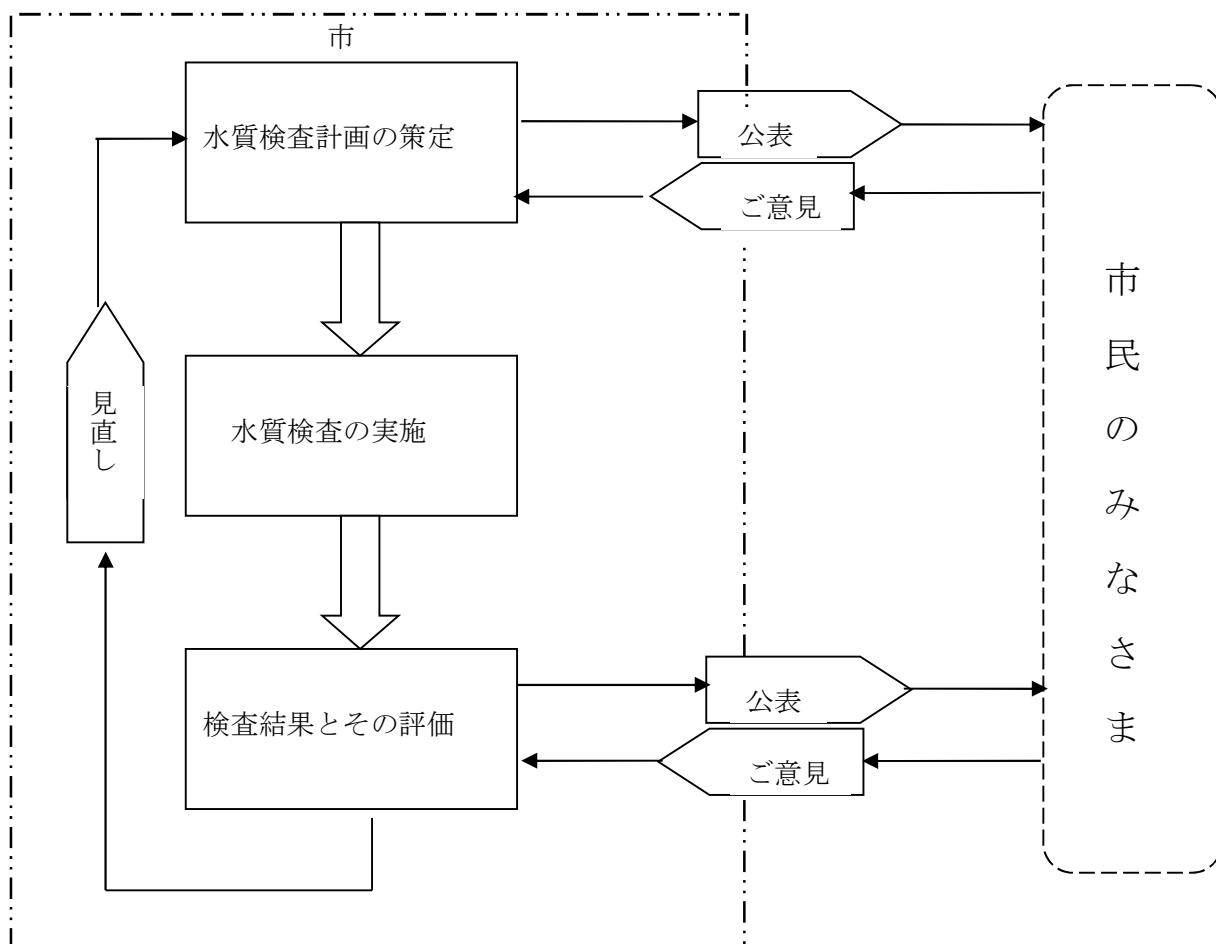 市
水質検査計画の策定
公表
ご意見
見直し
水質検査の実施
検査結果とその評価
公表
ご意見
市民のみなさま